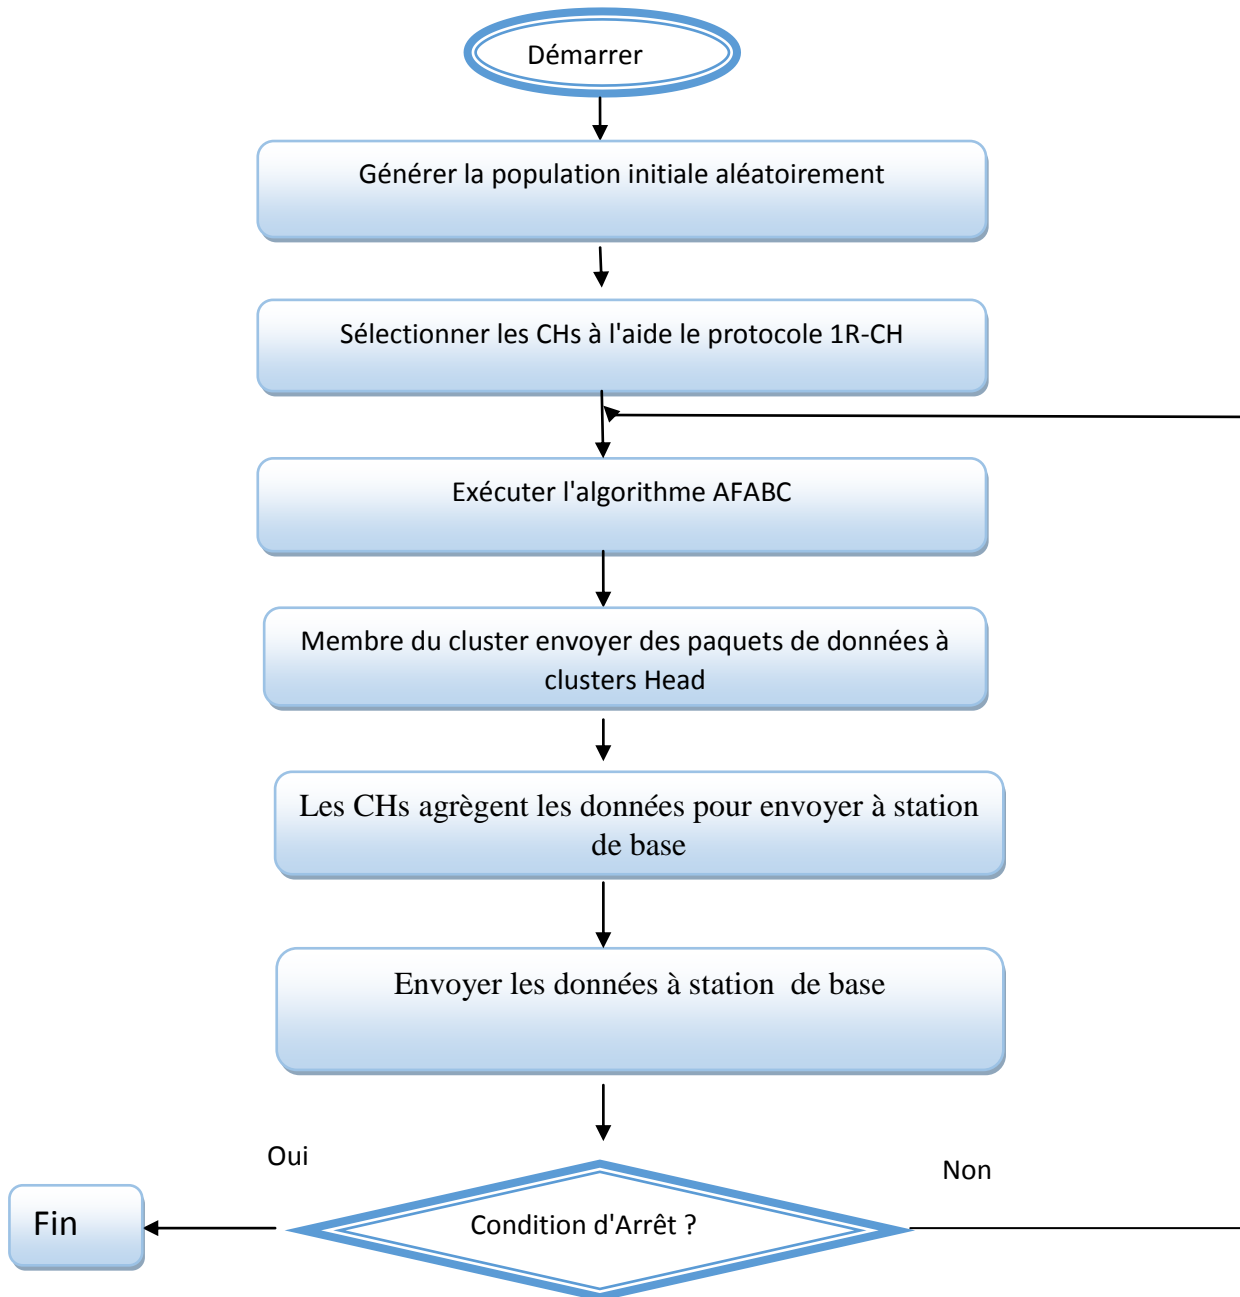 Démarrer
Générer la population initiale aléatoirement
Sélectionner les CHs à l'aide le protocole 1R-CH
Exécuter l'algorithme AFABC
Membre du cluster envoyer des paquets de données à
clusters Head
Les CHs agrègent les données pour envoyer à station
de base
Envoyer les données à station  de base
Oui
Non
Fin
Condition d'Arrêt ?